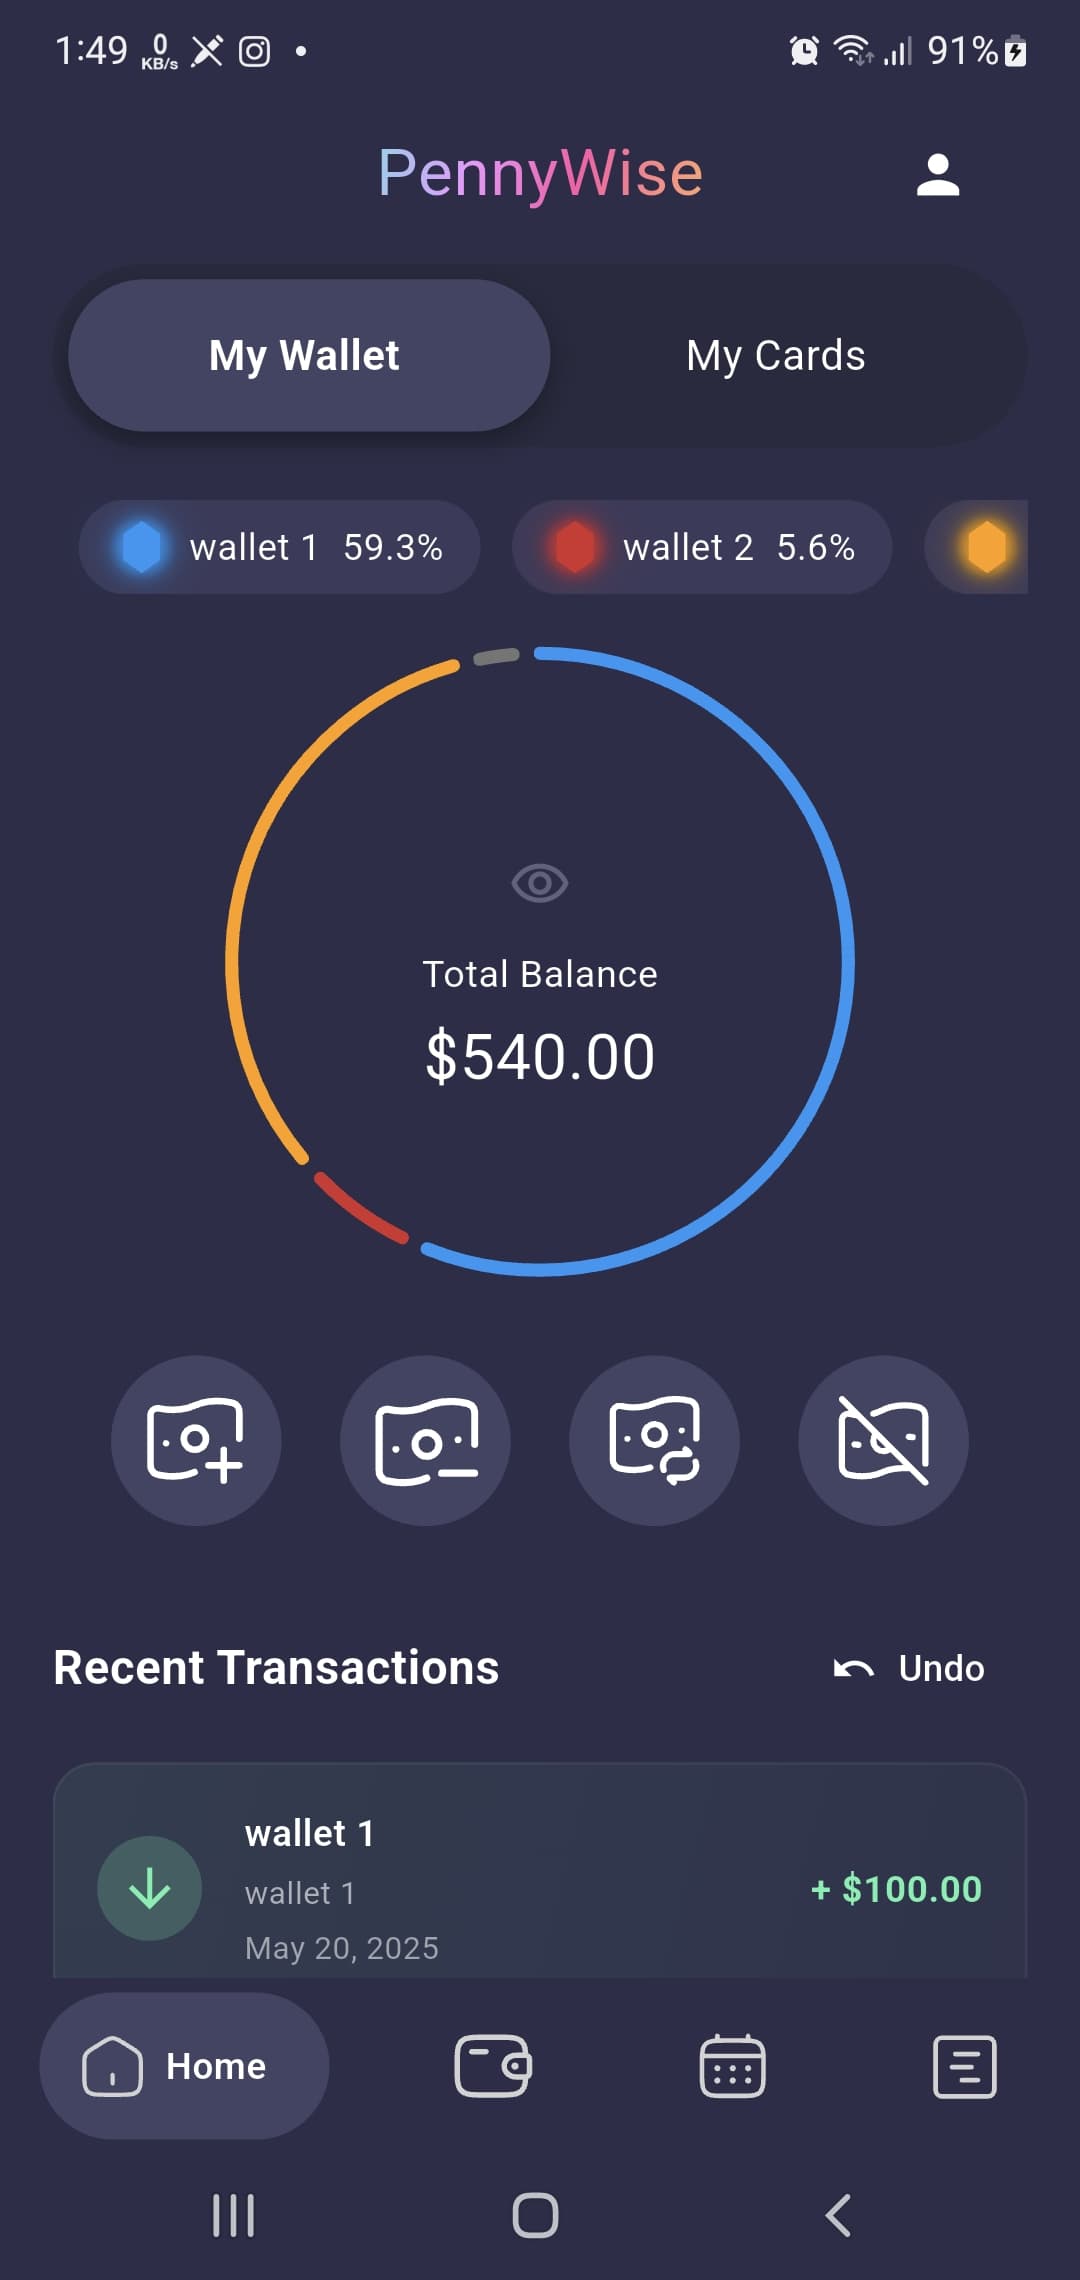 1:49 0 KB/s 91%
PennyWise
My Wallet My Cards
wallet 1 59.3% wallet 2 5.6%
Total Balance
$540.00
Recent Transactions Undo
wallet 1
wallet 1
+ $100.00
May 20, 2025
Home